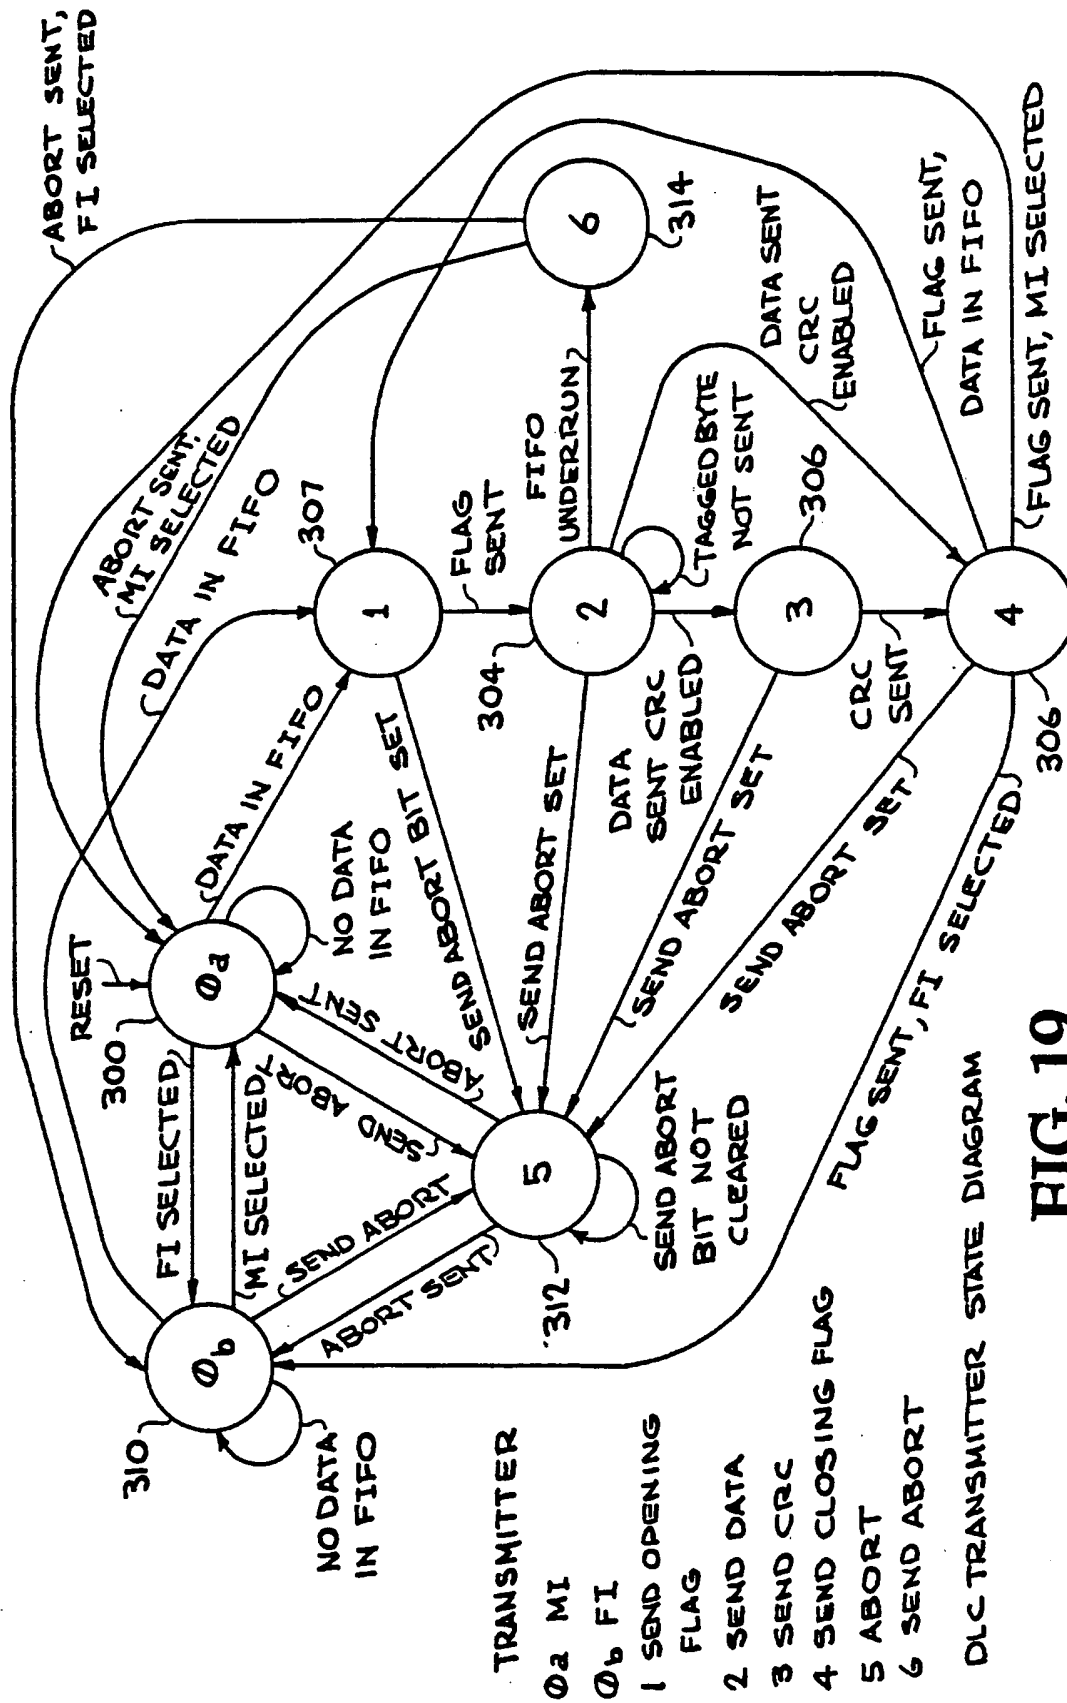 ABORT SENT,
FI SELECTED
ABORT SENT,
MI SELECTED
DATA IN FIFO
RESET
300
Øa
DATA IN FIFO
NO DATA
IN FIFO
307
1
6
314
FI SELECTED
MI SELECTED
310
Øb
NO DATA
IN FIFO
SEND ABORT
ABORT SENT
SEND ABORT
ABORT SENT
SEND ABORT BIT SET
FLAG
SENT
304
2
FIFO
UNDERRUN
DATA SENT
CRC
ENABLED
TAGGED BYTE
NOT SENT
SEND ABORT SET
DATA
SENT CRC
ENABLED
3
306
SEND ABORT SET
CRC
SENT
FLAG SENT,
DATA IN FIFO
4
306
FLAG SENT, MI SELECTED
SEND ABORT SET
FLAG SENT, FI SELECTED
5
312
SEND ABORT
BIT NOT
CLEARED
TRANSMITTER
Øa MI
Øb FI
1 SEND OPENING
FLAG
2 SEND DATA
3 SEND CRC
4 SEND CLOSING FLAG
5 ABORT
6 SEND ABORT
DLC TRANSMITTER STATE DIAGRAM
FIG. 19